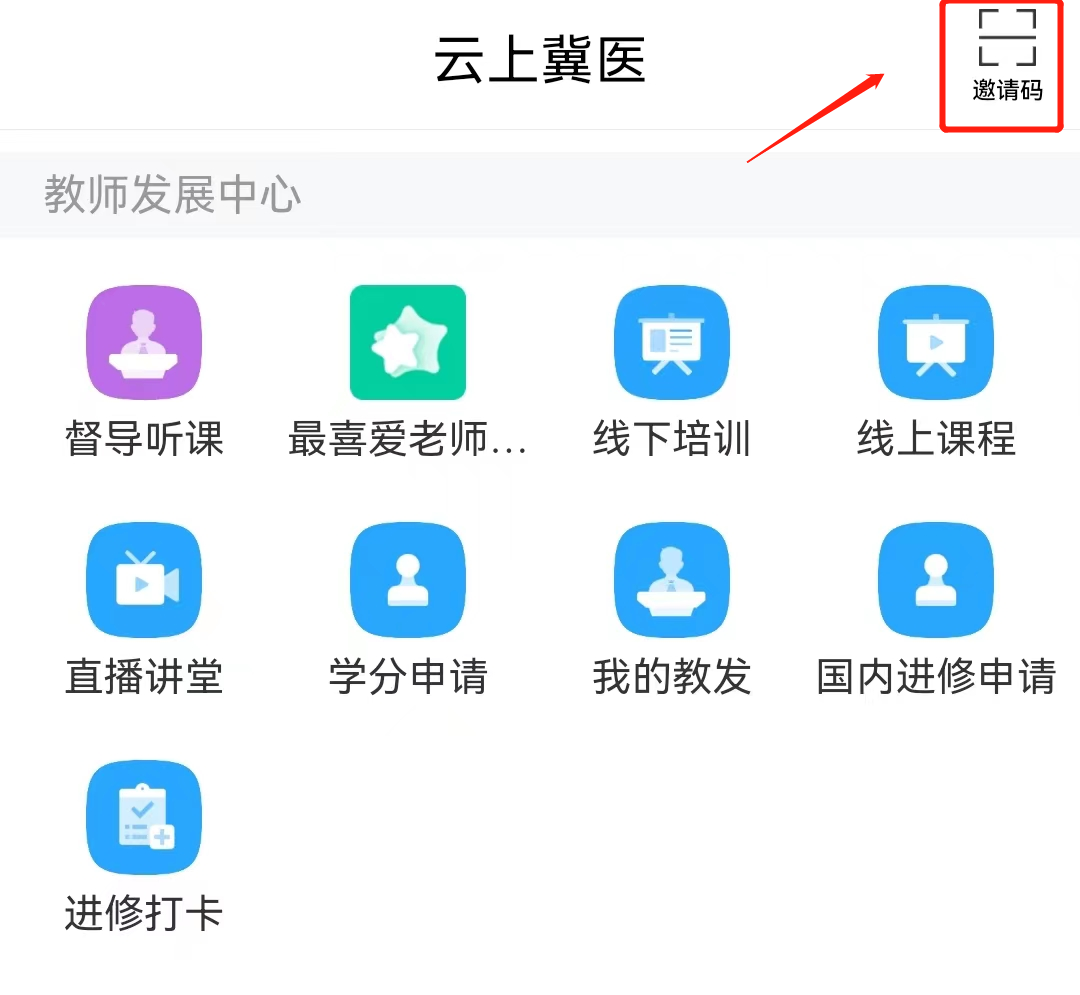 云上冀医
邀请码
教师发展中心
督导听课
最喜爱老师...
线下培训
线上课程
直播讲堂
学分申请
我的教发
国内进修申请
进修打卡